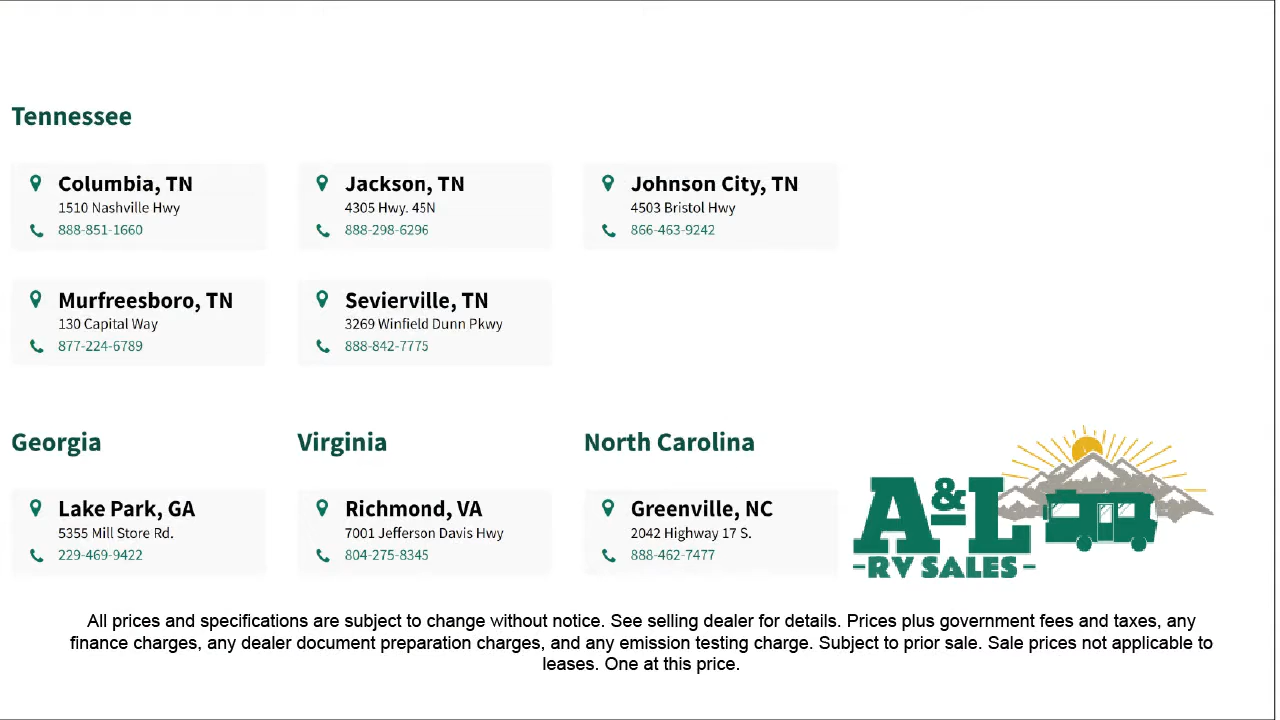 Tennessee
Columbia, TN
1510 Nashville Hwy
888-851-1660
Jackson, TN
4305 Hwy. 45N
888-298-6296
Johnson City, TN
4503 Bristol Hwy
866-463-9242
Murfreesboro, TN
130 Capital Way
877-224-6789
Sevierville, TN
3269 Winfield Dunn Pkwy
888-842-7775
Georgia
Lake Park, GA
5355 Mill Store Rd.
229-469-9422
Virginia
Richmond, VA
7001 Jefferson Davis Hwy
804-275-8345
North Carolina
Greenville, NC
2042 Highway 17 S.
888-462-7477
A&L
-RV SALES-
All prices and specifications are subject to change without notice. See selling dealer for details. Prices plus government fees and taxes, any
finance charges, any dealer document preparation charges, and any emission testing charge. Subject to prior sale. Sale prices not applicable to
leases. One at this price.